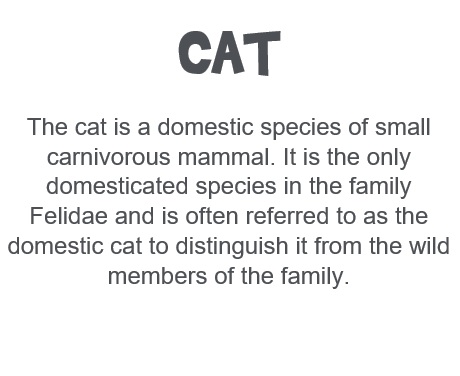 CAT
The cat is a domestic species of small
carnivorous mammal. It is the only
domesticated species in the family
Felidae and is often referred to as the
domestic cat to distinguish it from the wild
members of the family.